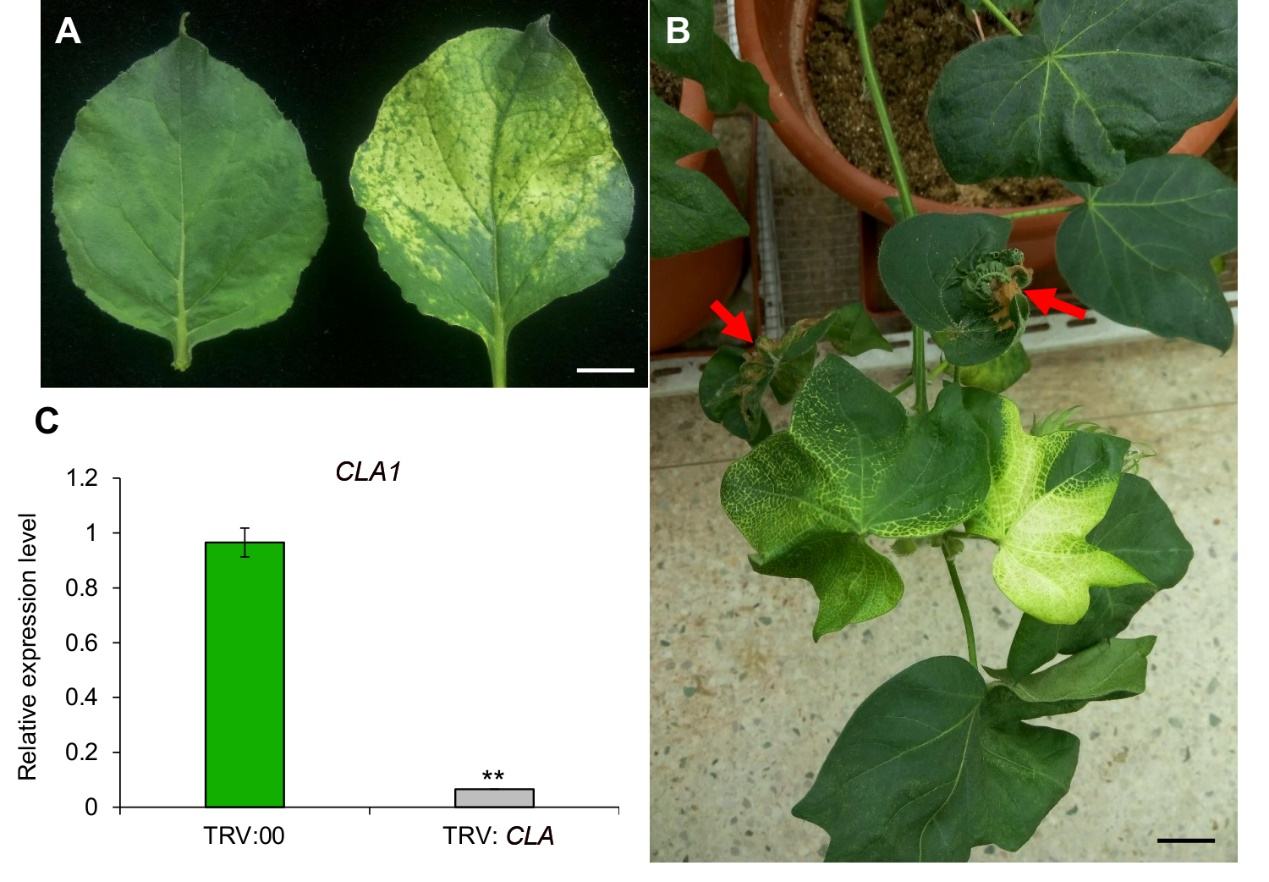 A
B
C
CLA1
Relative expression level
1.2
1
0.8
0.6
0.4
0.2
0
**
TRV:00
TRV: CLA